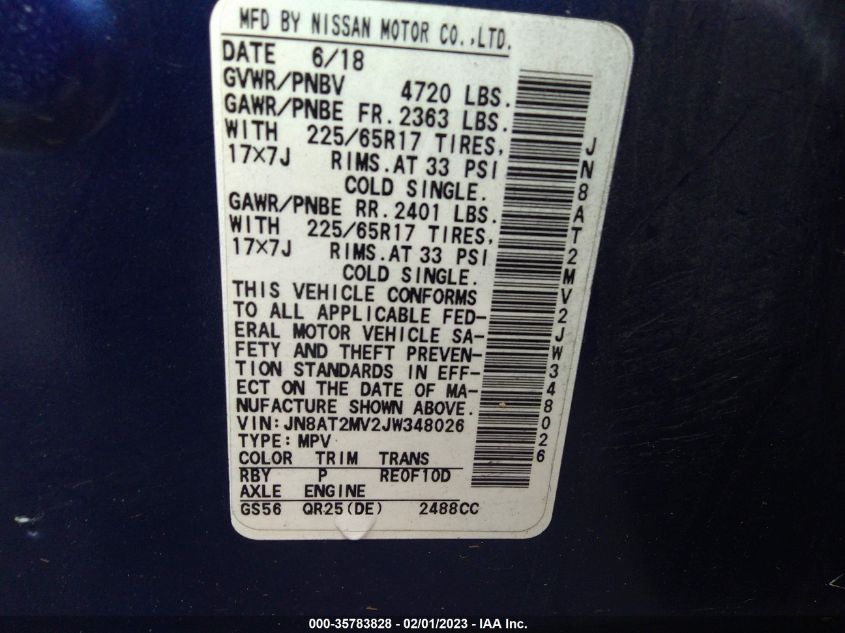 MFD BY NISSAN MOTOR CO.,LTD.
DATE 6/18
GVWR/PNBV 4720 LBS.
GAWR/PNBE FR. 2363 LBS.
WITH 225/65R17 TIRES,
17×7J RIMS. AT 33 PSI
COLD SINGLE.
GAWR/PNBE RR. 2401 LBS.
WITH 225/65R17 TIRES,
17×7J RIMS. AT 33 PSI
COLD SINGLE.
THIS VEHICLE CONFORMS
TO ALL APPLICABLE FED-
ERAL MOTOR VEHICLE SA-
FETY AND THEFT PREVEN-
TION STANDARDS IN EFF-
ECT ON THE DATE OF MA-
NUFACTURE SHOWN ABOVE.
VIN:JN8AT2MV2JW348026
TYPE:MPV
COLOR TRIM TRANS
RBY P RE0F10D
AXLE ENGINE
GS56 QR25(DE) 2488CC
JN8AT2MV2JW348026
000-35783828 - 02/01/2023 - IAA Inc.